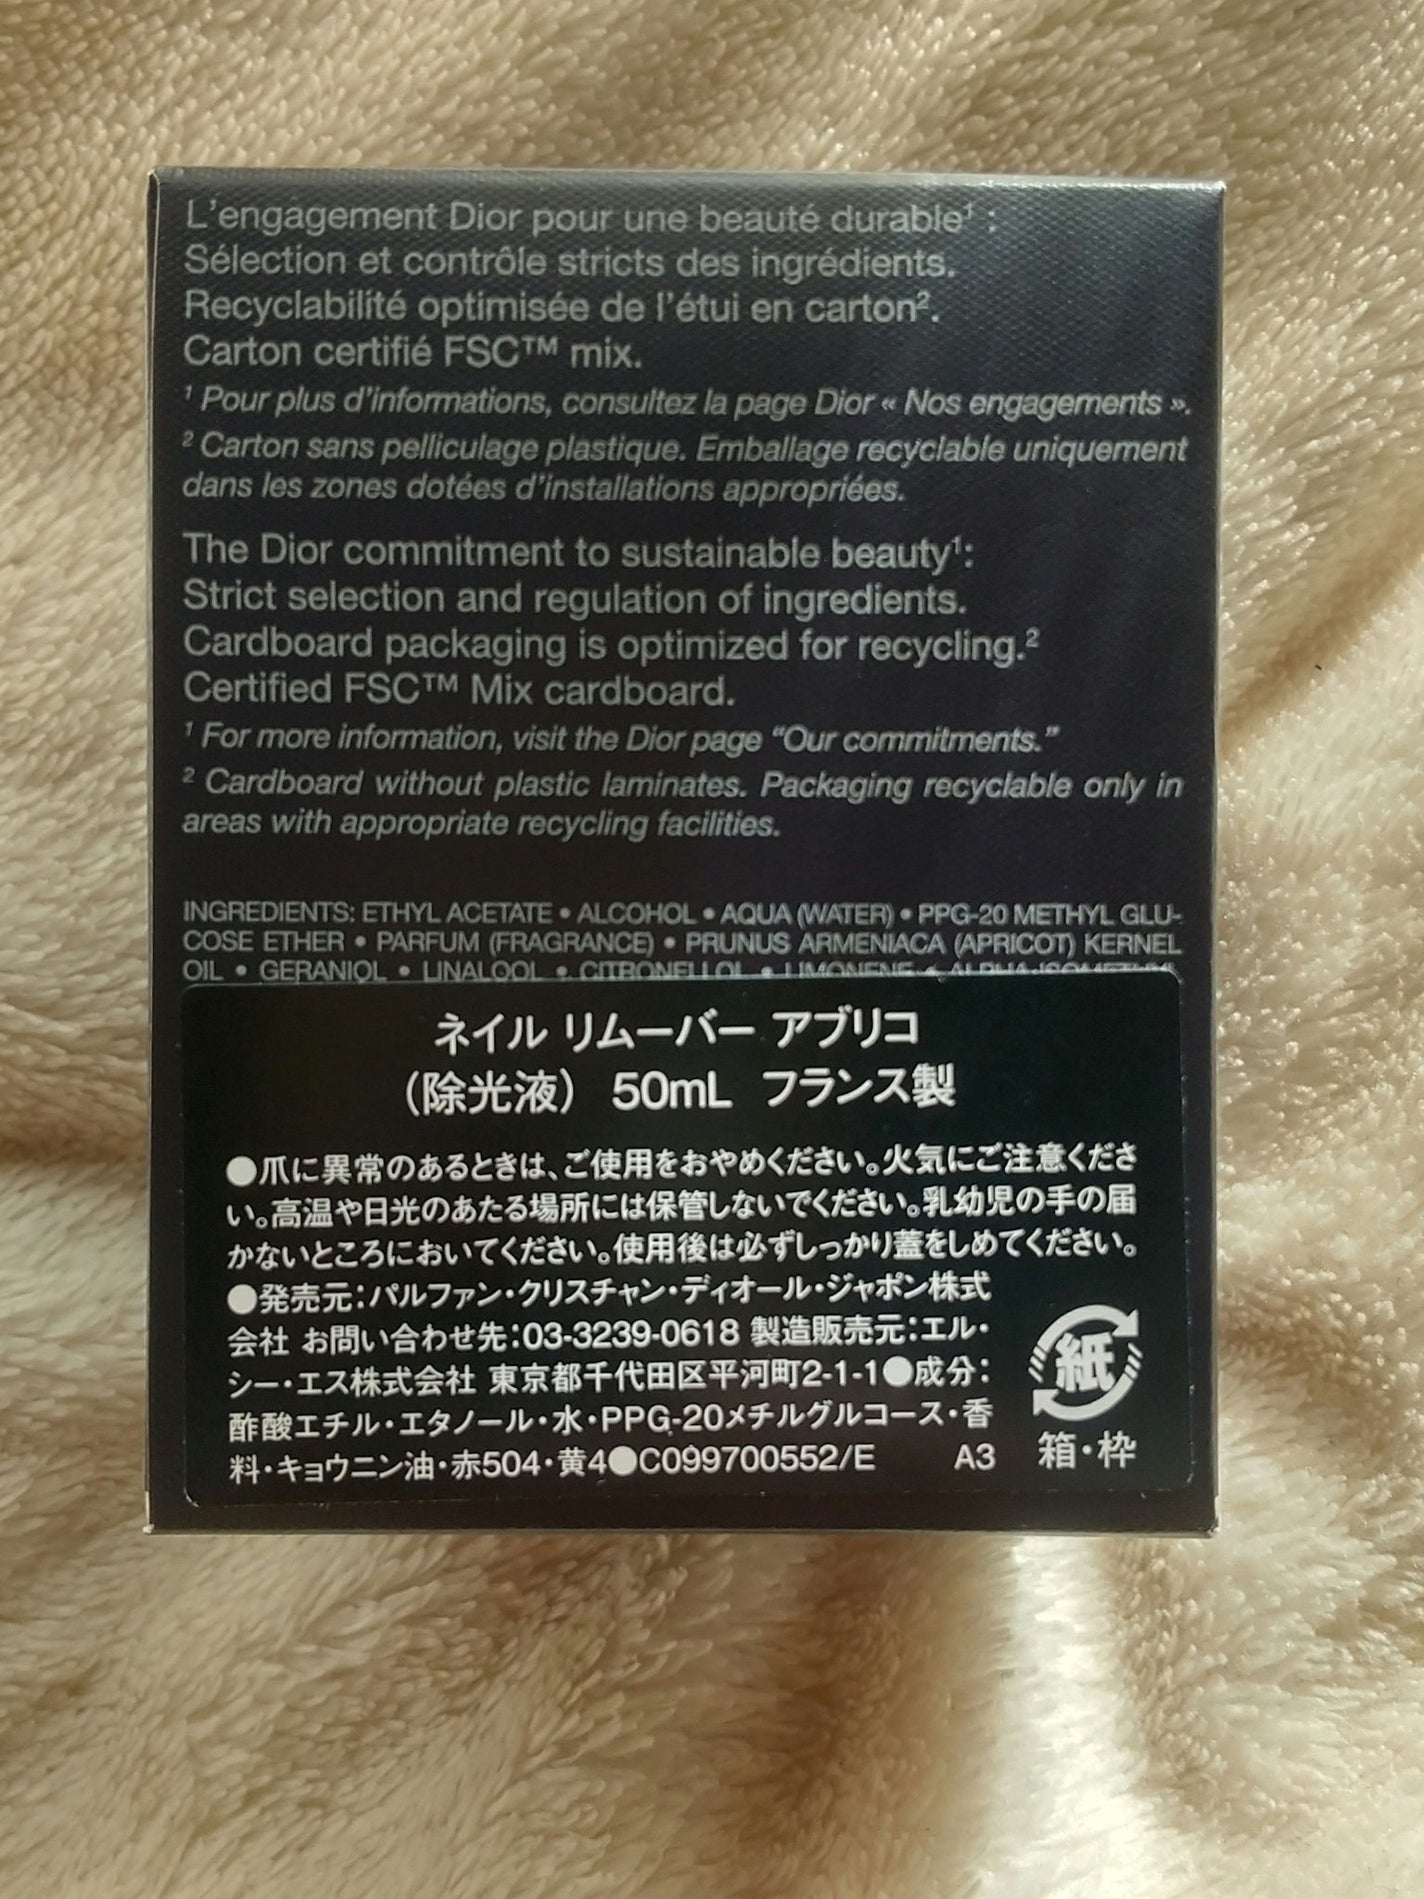 L'engagement Dior pour une beauté durable¹ :
Sélection et contrôle stricts des ingrédients.
Recyclabilité optimisée de l'étui en carton².
Carton certifié FSC™ mix.
¹ Pour plus d'informations, consultez la page Dior « Nos engagements ».
² Carton sans pelliculage plastique. Emballage recyclable uniquement
dans les zones dotées d'installations appropriées.
The Dior commitment to sustainable beauty¹:
Strict selection and regulation of ingredients.
Cardboard packaging is optimized for recycling.²
Certified FSC™ Mix cardboard.
¹ For more information, visit the Dior page "Our commitments."
² Cardboard without plastic laminates. Packaging recyclable only in
areas with appropriate recycling facilities.
INGREDIENTS: ETHYL ACETATE • ALCOHOL • AQUA (WATER) • PPG-20 METHYL GLU-
COSE ETHER • PARFUM (FRAGRANCE) • PRUNUS ARMENIACA (APRICOT) KERNEL
OIL • GERANIOL • LINALOOL • CITRONELLOL • LIMONENE •
ネイル リムーバー アブリコ
(除光液) 50mL フランス製
●爪に異常のあるときは、ご使用をおやめください。火気にご注意くださ
い。高温や日光のあたる場所には保管しないでください。乳幼児の手の届
かないところにおいてください。使用後は必ずしっかり蓋をしめてください。
●発売元:パルファン・クリスチャン・ディオール・ジャポン株式
会社 お問い合わせ先:03-3239-0618 製造販売元:エル・
シー・エス株式会社 東京都千代田区平河町2-1-1●成分:
酢酸エチル・エタノール・水・PPG-20メチルグルコース・香
料・キョウニン油・赤504・黄4●C099700552/E A3
紙
箱・枠